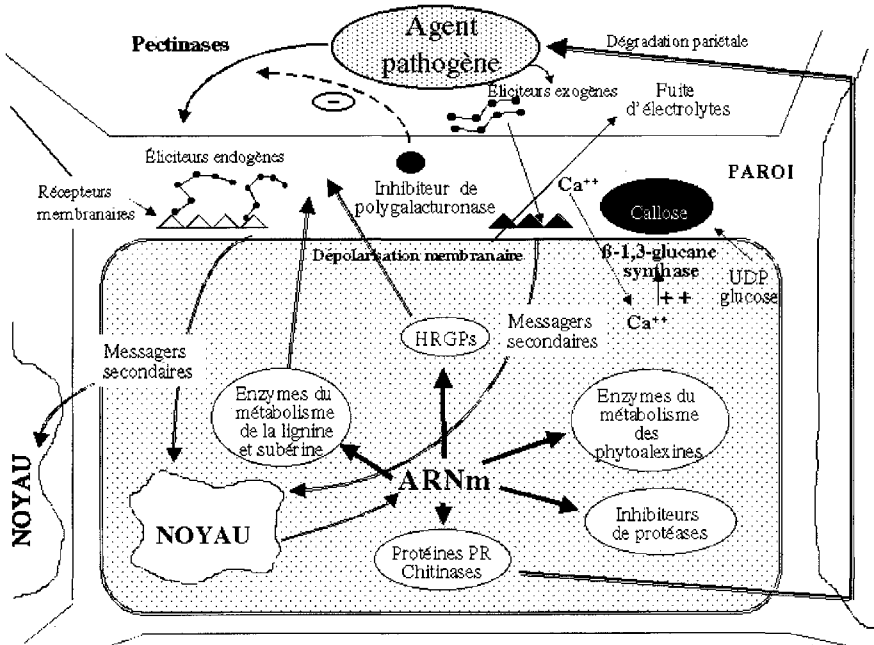 Agent
pathogène
Pectinases
Dégradation pariétale
Éliciteurs exogènes
Fuite
d'électrolytes
Éliciteurs endogènes
PAROI
Récepteurs
membranaires
Inhibiteur de
polygalacturonase
Ca++
Callose
Dépolarisation membranaire
ß-1,3-glucane
synthase
UDP
glucose
++
Ca++
HRGPs
Messagers
secondaires
Messagers
secondaires
Enzymes du
métabolisme
de la lignine
et subérine
Enzymes du
métabolisme
des
phytoalexines
ARNm
NOYAU
NOYAU
Inhibiteurs
de protéases
Protéines PR
Chitinases